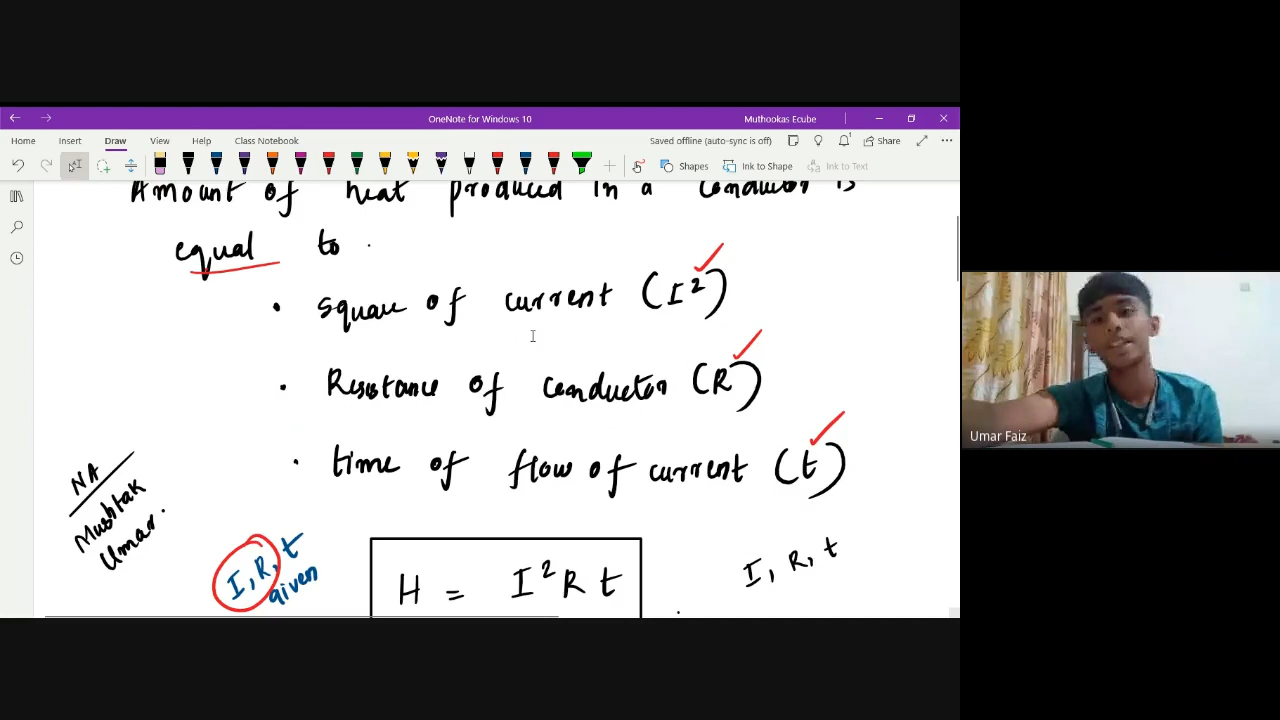 OneNote for Windows 10
Muthookas Ecube
Home Insert Draw View Help Class Notebook
Saved offline (auto-sync is off)
Share
Shapes
Ink to Shape
Ink to Text
Amount of heat produced in a conductor is
equal to
• square of current (I²)
• Resistance of conductor (R)
• time of flow of current (t)
NA
Mushtak
Umar.
I, R, t
given
H = I²Rt
I, R, t
Umar Faiz